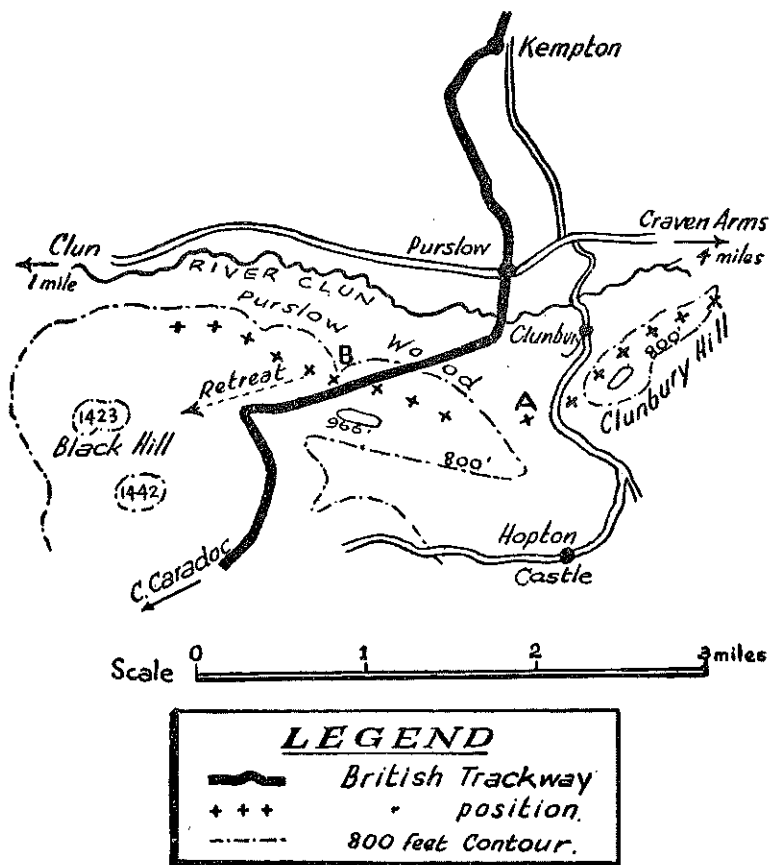 Kempton
Craven Arms
4 miles
Clun
1 mile
Purslow
RIVER CLUN
Purslow
Wood
Clunbury
800'
Clunbury Hill
B
A
Retreat
1423
Black Hill
1442
966'
800'
Hopton
Castle
C. Caradoc
Scale 0 1 2 3 miles
LEGEND
British Trackway
" position.
800 feet Contour.